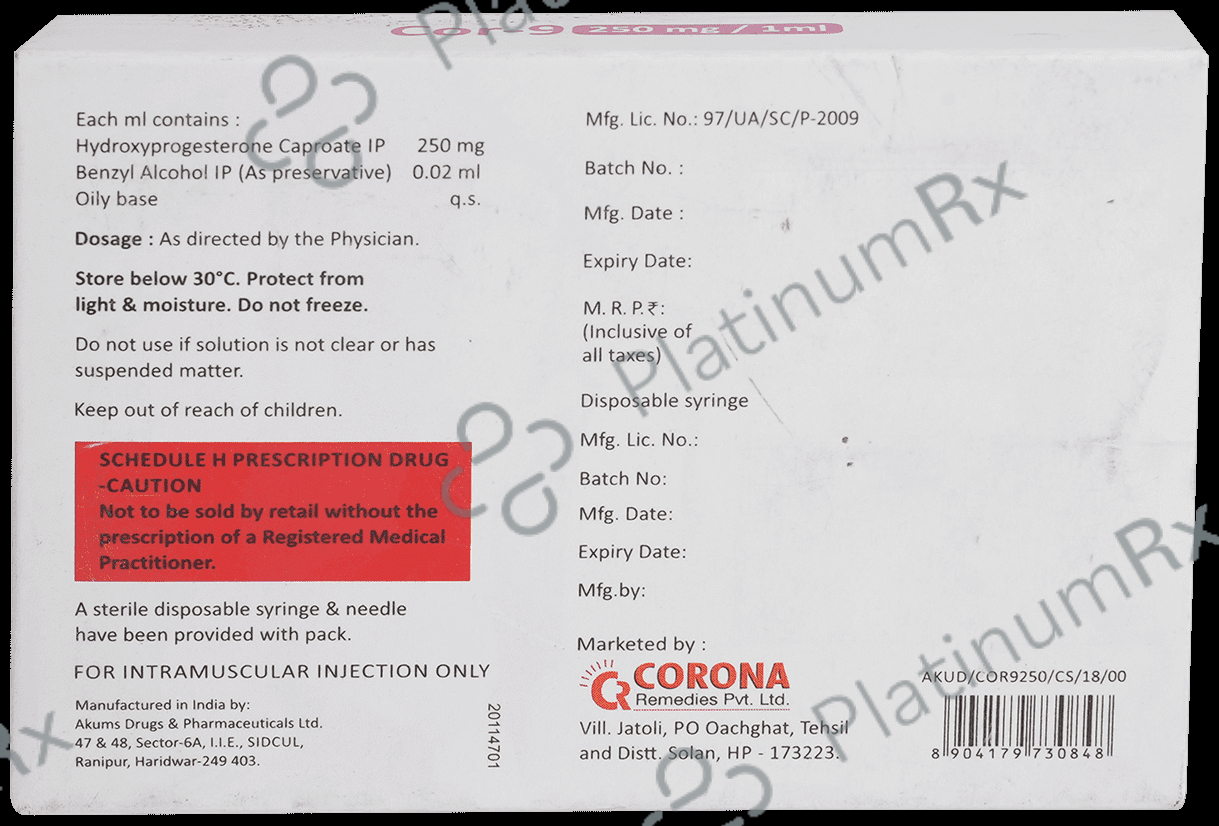 Cor-9 250 mg / 1ml
Each ml contains :
Hydroxyprogesterone Caproate IP 250 mg
Benzyl Alcohol IP (As preservative) 0.02 ml
Oily base q.s.
Dosage : As directed by the Physician.
Store below 30°C. Protect from
light & moisture. Do not freeze.
Do not use if solution is not clear or has
suspended matter.
Keep out of reach of children.
SCHEDULE H PRESCRIPTION DRUG
-CAUTION
Not to be sold by retail without the
prescription of a Registered Medical
Practitioner.
A sterile disposable syringe & needle
have been provided with pack.
FOR INTRAMUSCULAR INJECTION ONLY
Manufactured in India by:
Akums Drugs & Pharmaceuticals Ltd.
47 & 48, Sector-6A, I.I.E., SIDCUL,
Ranipur, Haridwar-249 403.
20114701
Mfg. Lic. No.: 97/UA/SC/P-2009
Batch No. :
Mfg. Date :
Expiry Date:
M. R. P.₹:
(Inclusive of
all taxes)
Disposable syringe
Mfg. Lic. No.:
Batch No:
Mfg. Date:
Expiry Date:
Mfg.by:
Marketed by :
CR CORONA
Remedies Pvt. Ltd.
Vill. Jatoli, PO Oachghat, Tehsil
and Distt. Solan, HP - 173223.
AKUD/COR9250/CS/18/00
8 904179 730848
PlatinumRx
PlatinumRx
Platinum
Rx